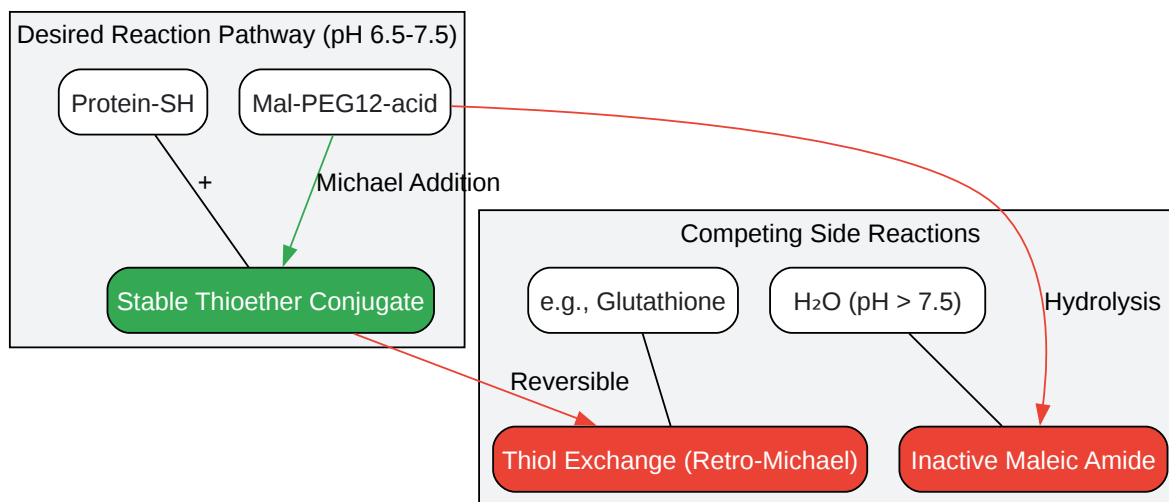 Desired Reaction Pathway (pH 6.5-7.5)
Protein-SH
Mal-PEG12-acid
+
Michael Addition
Stable Thioether Conjugate
Competing Side Reactions
e.g., Glutathione
H₂O (pH > 7.5)
Hydrolysis
Reversible
Thiol Exchange (Retro-Michael)
Inactive Maleic Amide